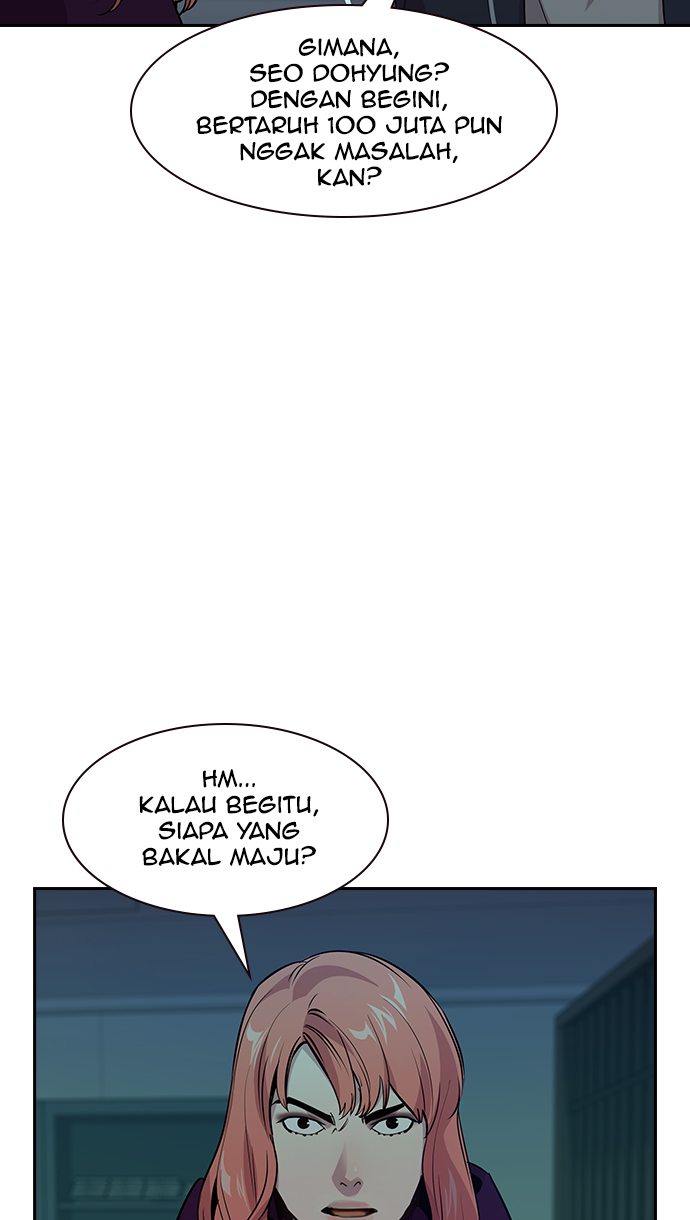 GIMANA,
SEO DOHYUNG?
DENGAN BEGINI,
BERTARUH 100 JUTA PUN
NGGAK MASALAH,
KAN?
HM...
KALAU BEGITU,
SIAPA YANG
BAKAL MAJU?